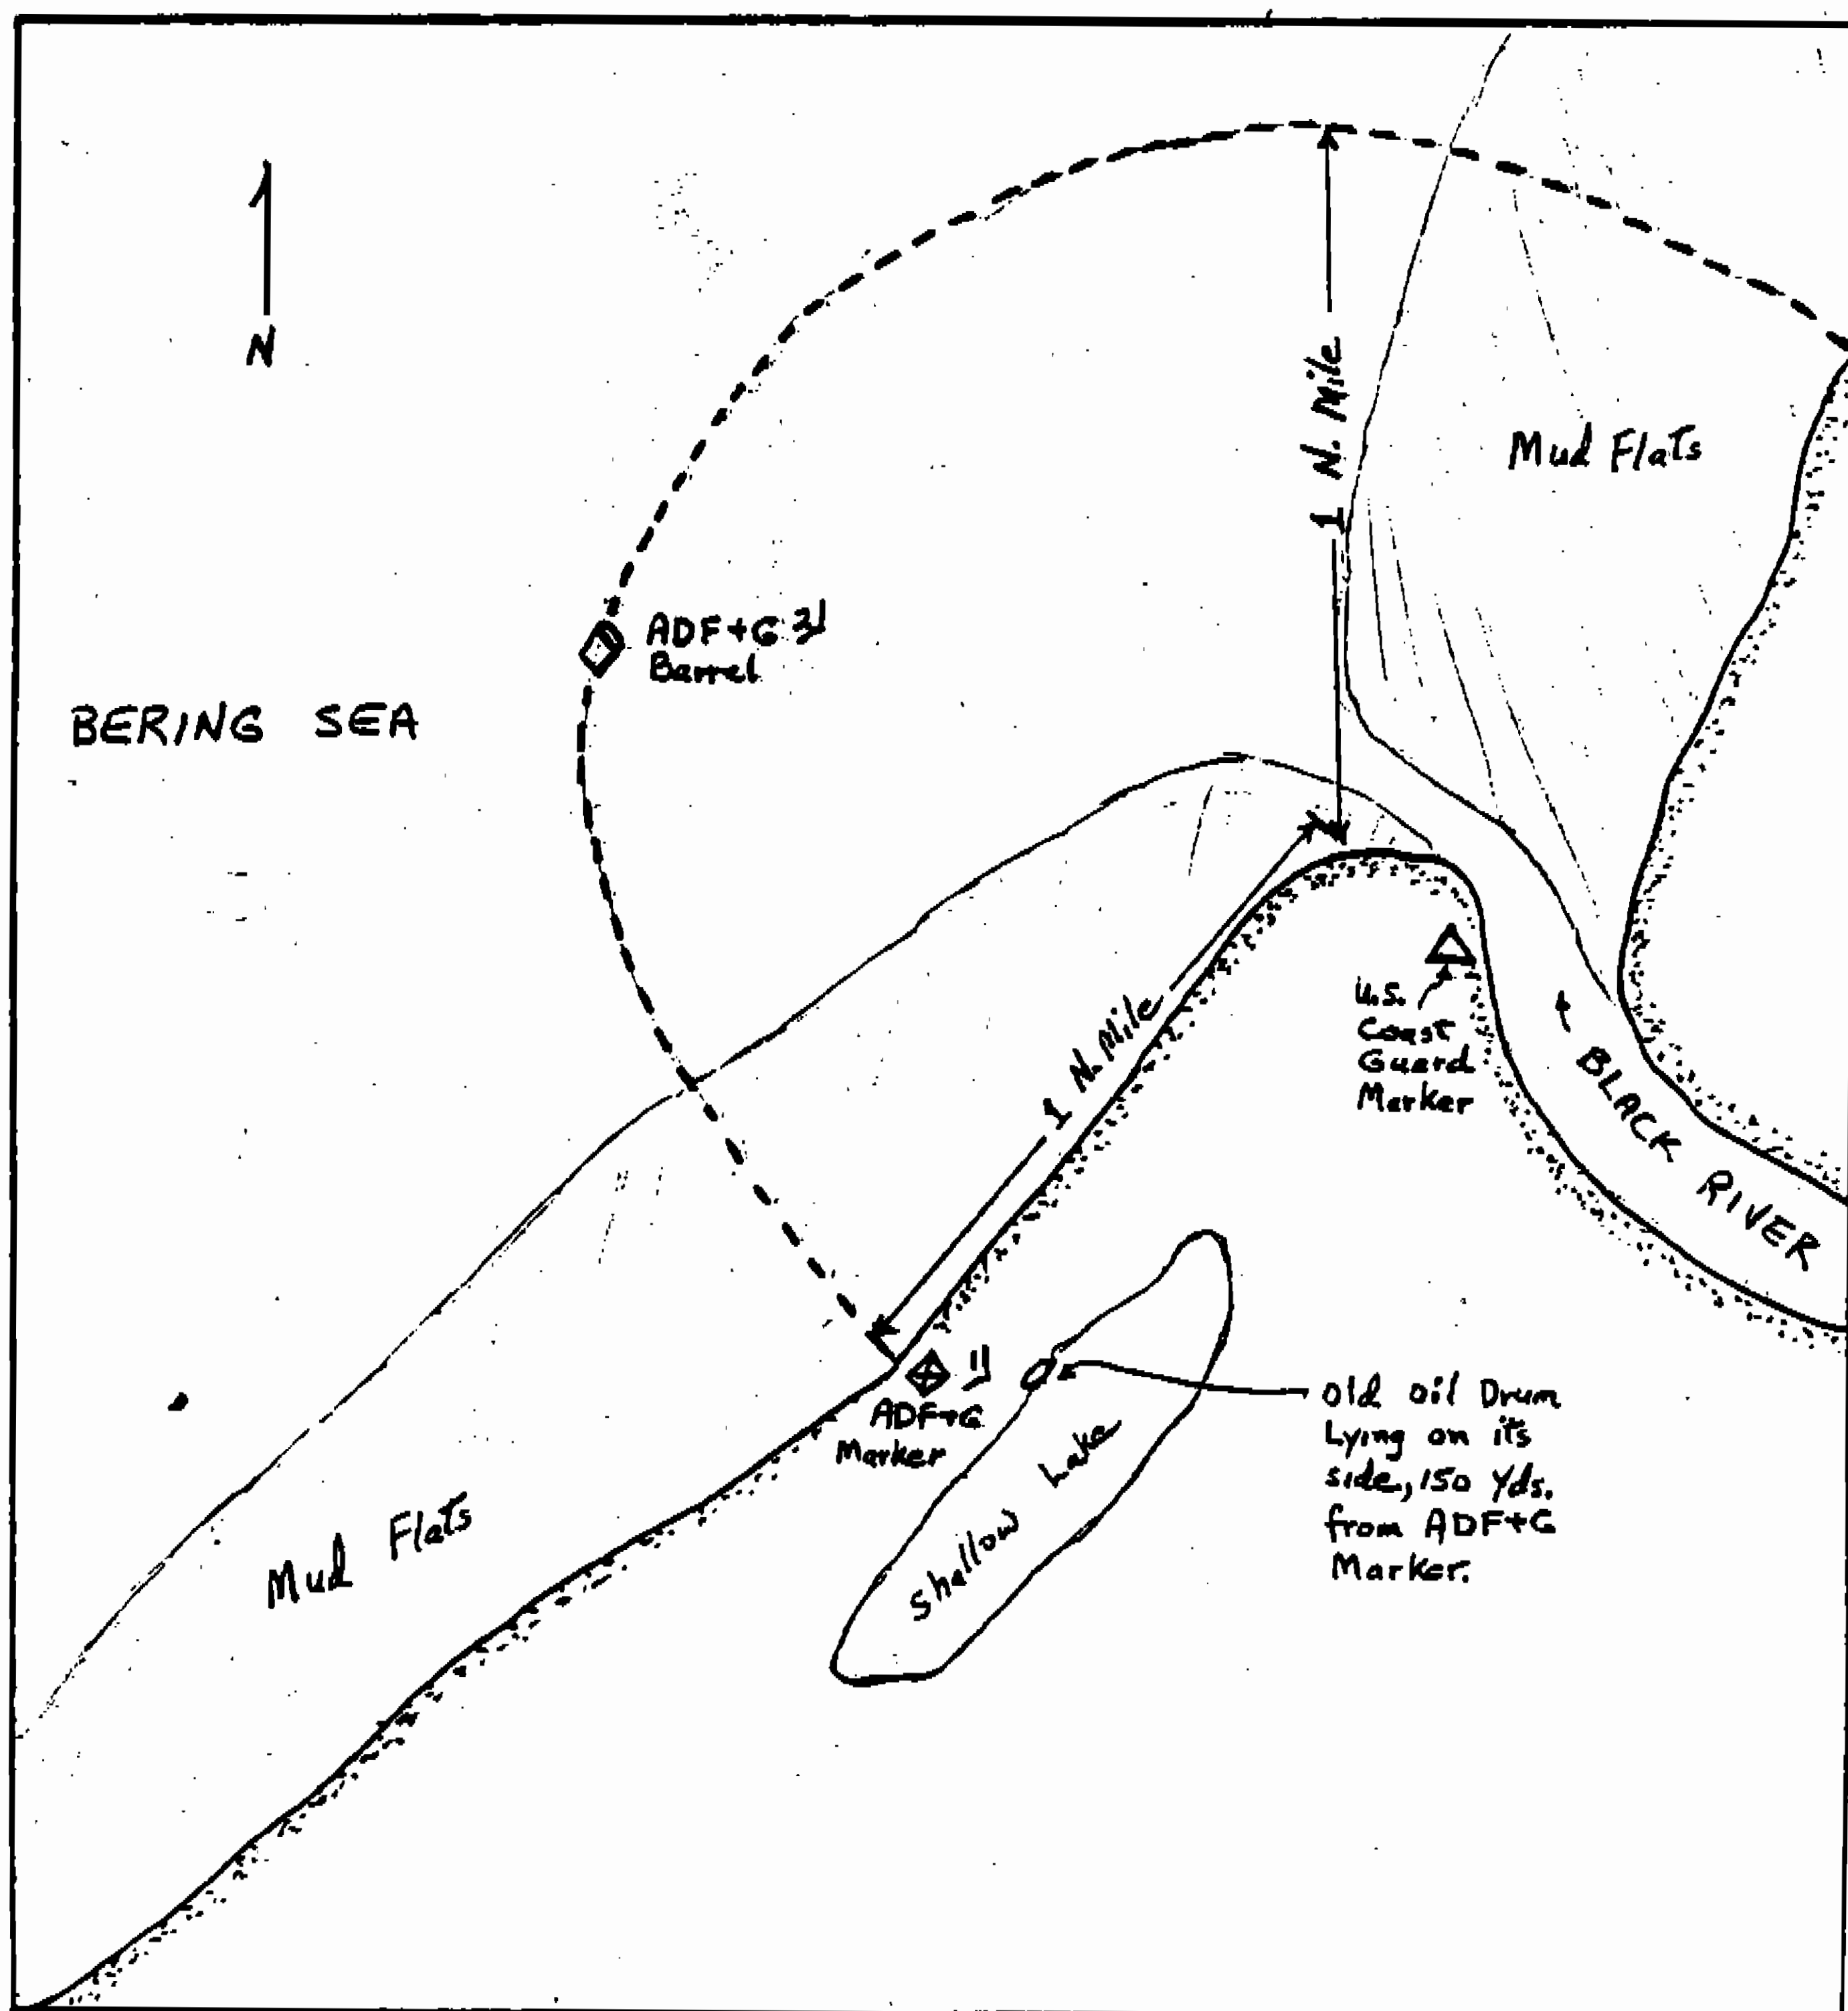 N
1 N. Mile
Mud Flats
ADF+G 2/
Barrel
BERING SEA
1 N. Mile
U.S.
Coast
Guard
Marker
BLACK RIVER
1/
ADF+G
Marker
Old Oil Drum
Lying on its
side, 150 Yds.
from ADF+G
Marker.
Shallow Lake
Mud Flats